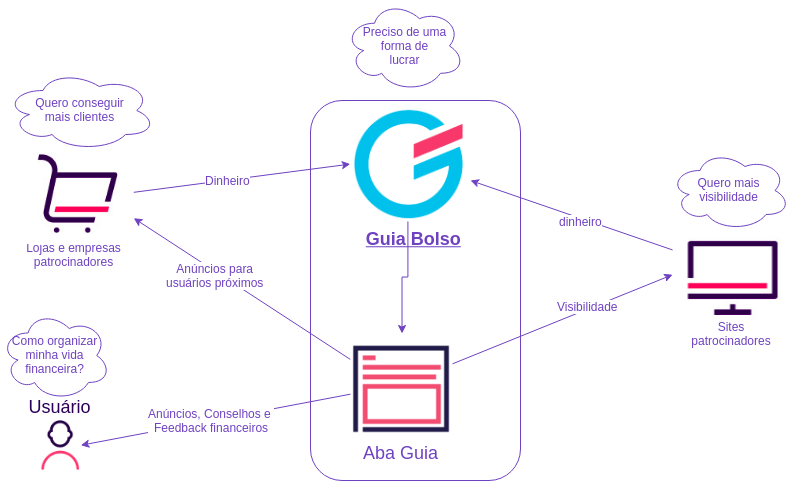 Preciso de uma
forma de
lucrar
Quero conseguir
mais clientes
Dinheiro
Lojas e empresas
patrocinadores
Guia Bolso
Quero mais
visibilidade
dinheiro
Anúncios para
usuários próximos
Visibilidade
Sites
patrocinadores
Como organizar
minha vida
financeira?
Usuário
Anúncios, Conselhos e
Feedback financeiros
Aba Guia